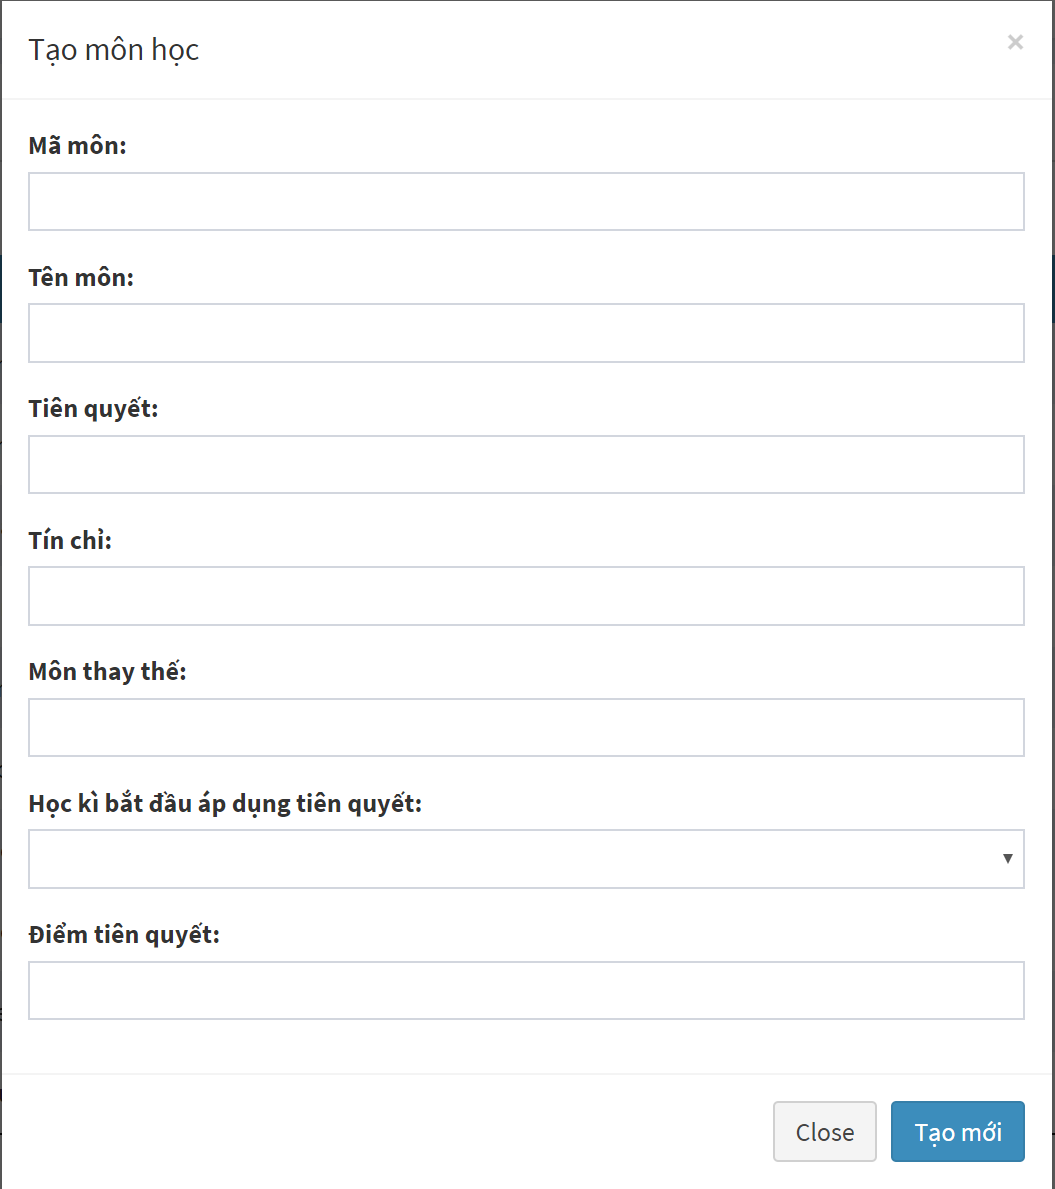 Tạo môn học
×
Mã môn:
Tên môn:
Tiên quyết:
Tín chỉ:
Môn thay thế:
Học kì bắt đầu áp dụng tiên quyết:
Điểm tiên quyết:
Close
Tạo mới